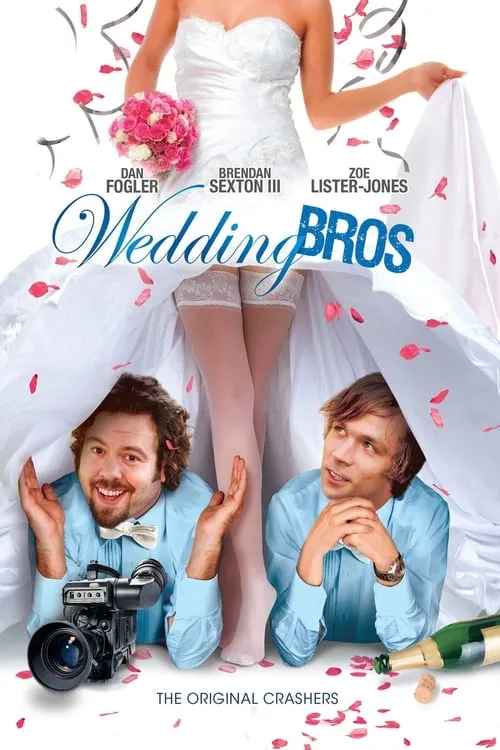 DAN FOGLER
BRENDAN SEXTON III
ZOE LISTER-JONES
Wedding BROS
THE ORIGINAL CRASHERS